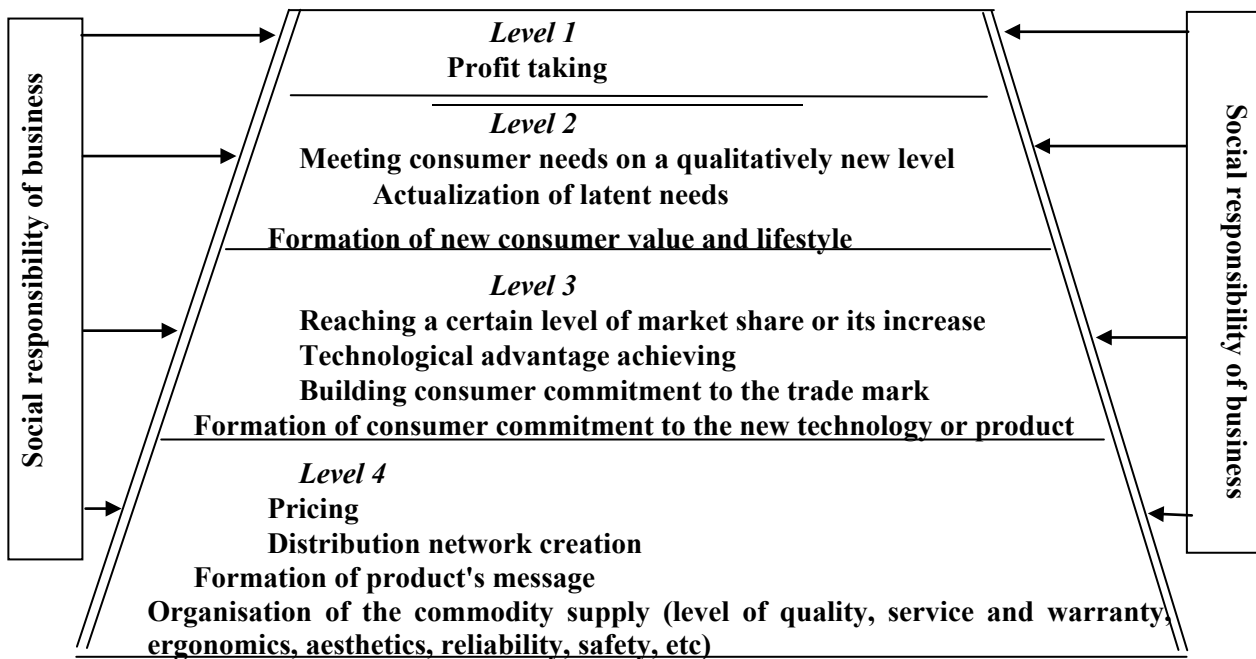 Social responsibility of business
Level 1
Profit taking
Level 2
Meeting consumer needs on a qualitatively new level
Actualization of latent needs
Formation of new consumer value and lifestyle
Level 3
Reaching a certain level of market share or its increase
Technological advantage achieving
Building consumer commitment to the trade mark
Formation of consumer commitment to the new technology or product
Level 4
Pricing
Distribution network creation
Formation of product's message
Organisation of the commodity supply (level of quality, service and warranty,
ergonomics, aesthetics, reliability, safety, etc)
Social responsibility of business